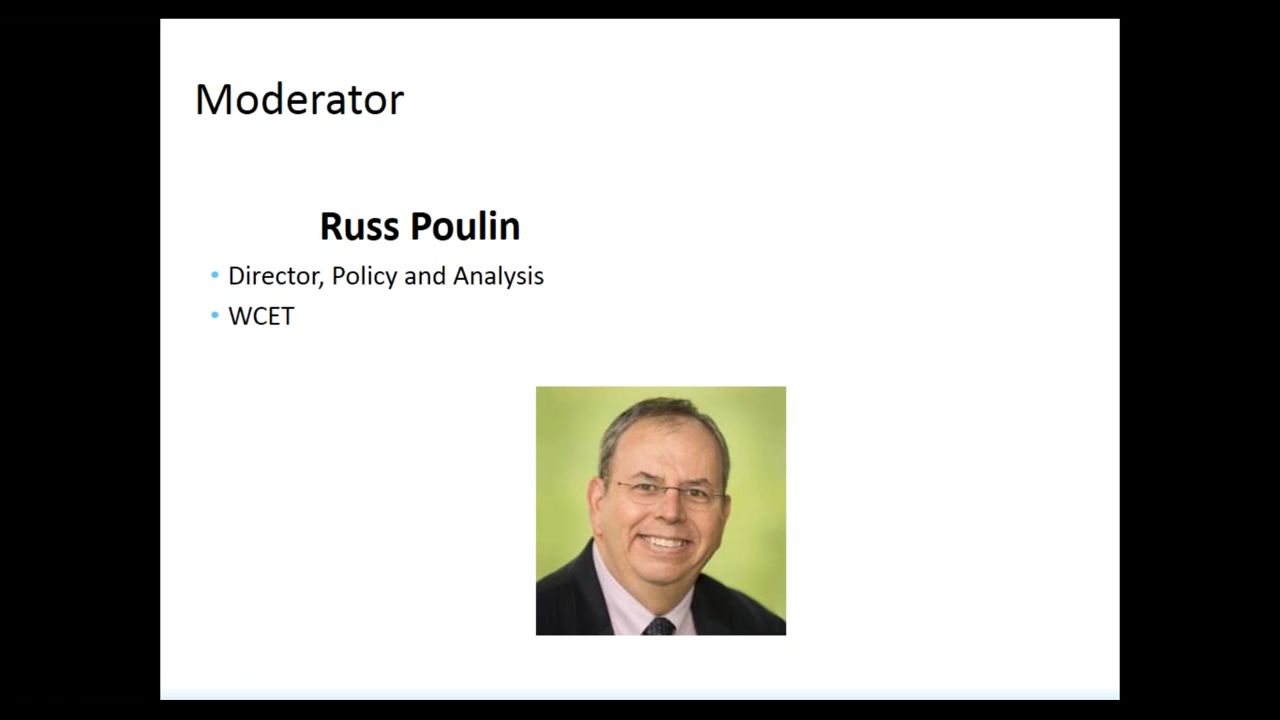 Moderator
Russ Poulin
• Director, Policy and Analysis
• WCET